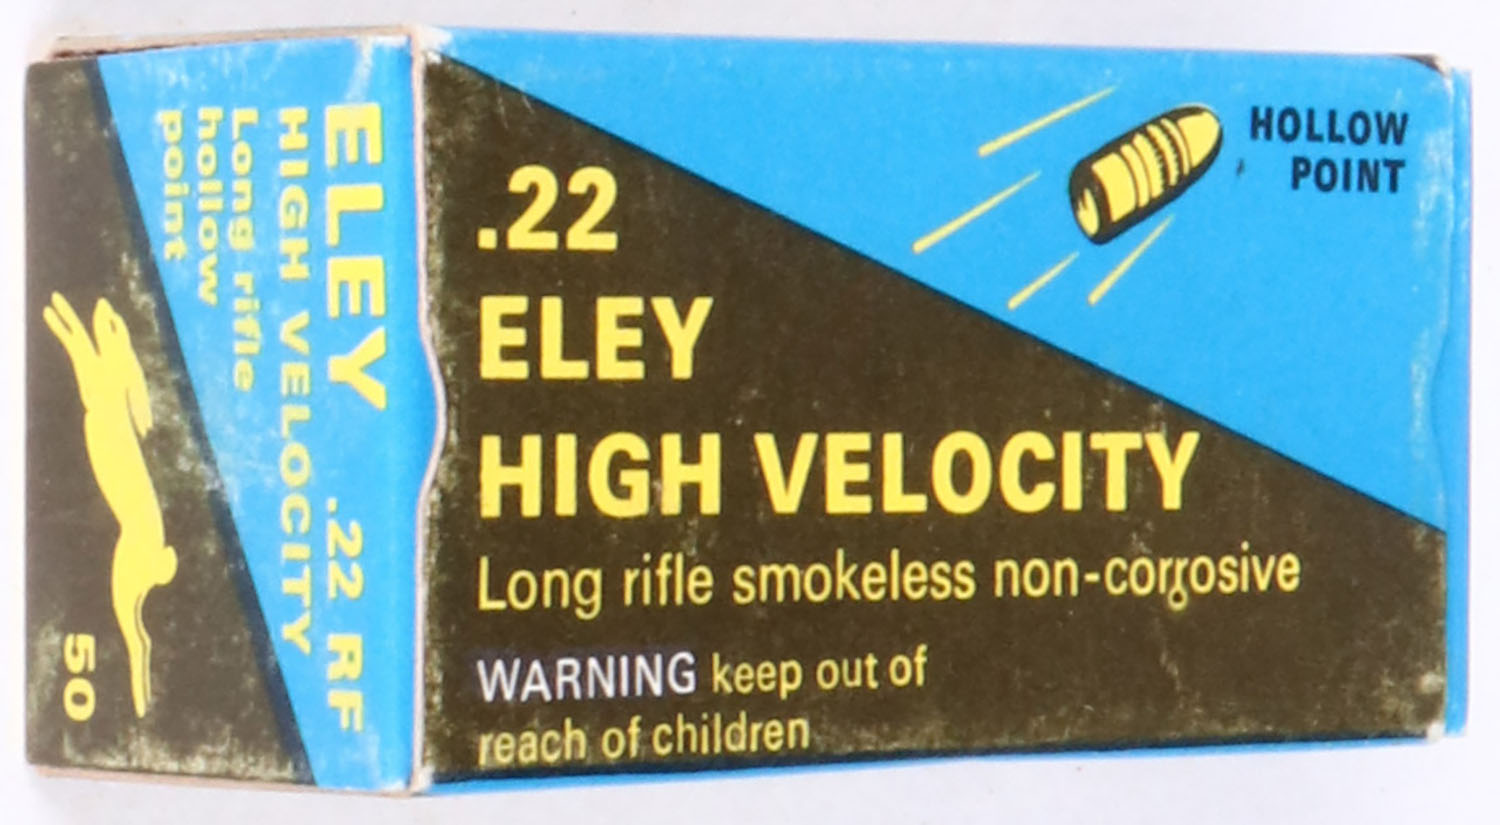 HOLLOW
POINT
.22
ELEY
HIGH VELOCITY
Long rifle smokeless non-corrosive
WARNING keep out of
reach of children
ELEY .22 RF
HIGH VELOCITY
Long rifle
hollow
point
50